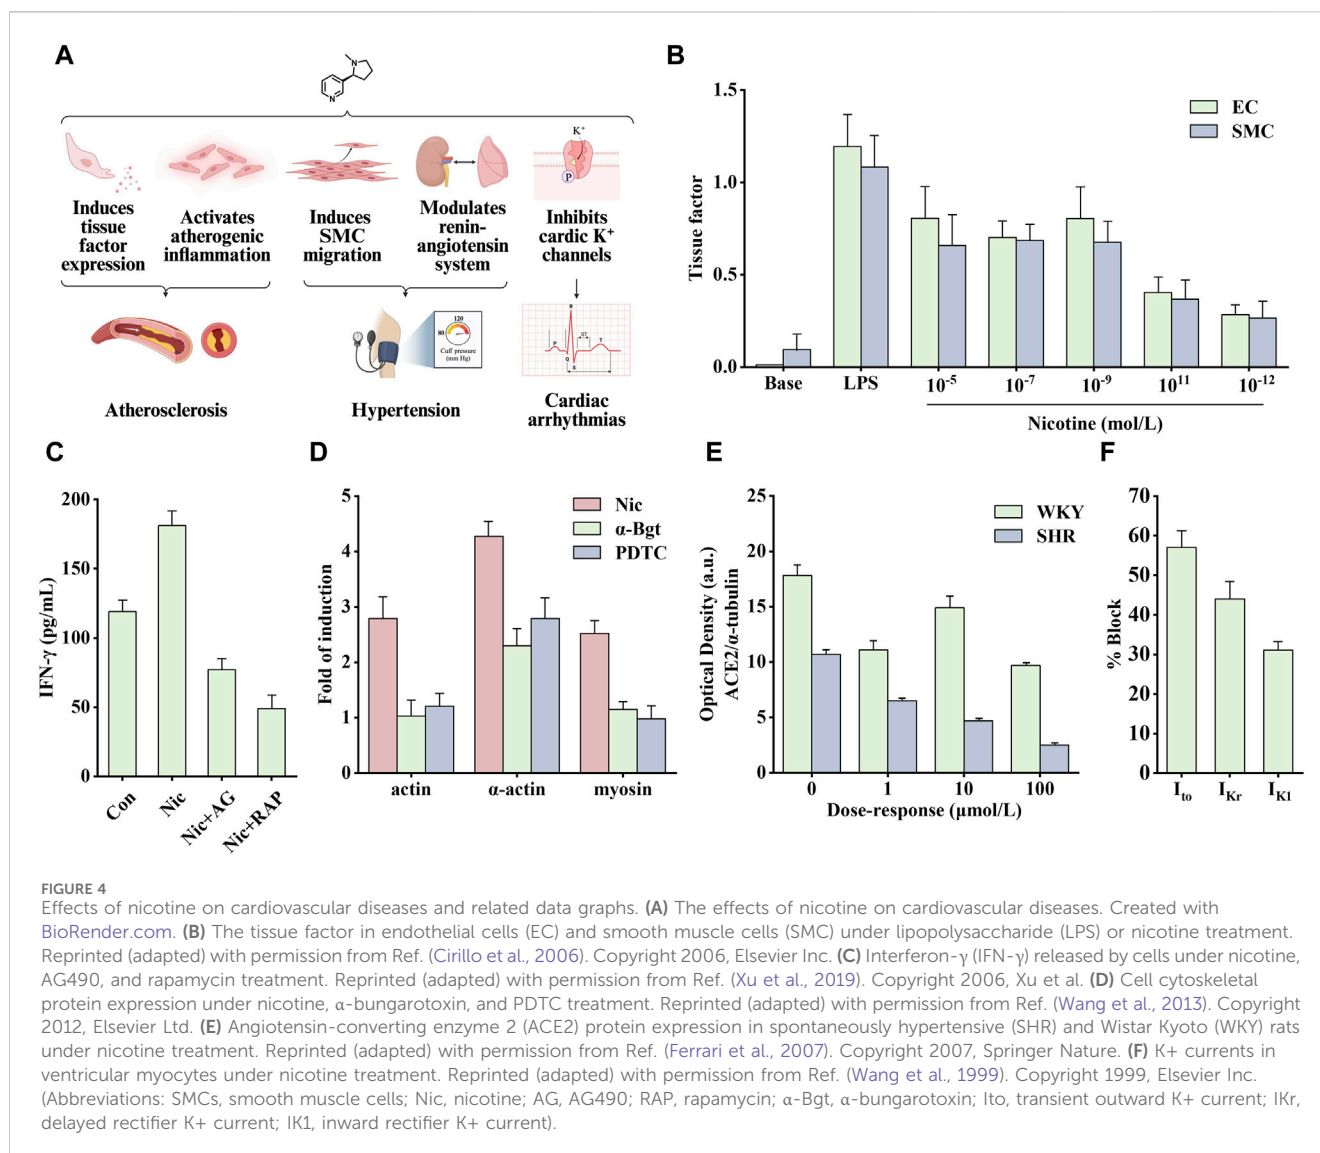 A
N
N
K+
P
Induces
tissue
factor
expression
Activates
atherogenic
inflammation
Induces
SMC
migration
Modulates
renin-
angiotensin
system
Inhibits
cardic K+
channels
120
80
Cuff pressure
(mm Hg)
R
P
Q
S
ST
T
Atherosclerosis
Hypertension
Cardiac
arrhythmias
B
1.5
1.0
0.5
0.0
Tissue factor
EC
SMC
Base
LPS
10-5
10-7
10-9
1011
10-12
Nicotine (mol/L)
C
200
150
100
50
0
IFN-γ (pg/mL)
Con
Nic
Nic+AG
Nic+RAP
D
5
4
3
2
1
0
Fold of induction
Nic
α-Bgt
PDTC
actin
α-actin
myosin
E
25
20
15
10
5
0
Optical Density (a.u.)
ACE2/α-tubulin
WKY
SHR
0
1
10
100
Dose-response (μmol/L)
F
70
60
50
40
30
20
10
0
% Block
Ito
IKr
IK1
FIGURE 4
Effects of nicotine on cardiovascular diseases and related data graphs. (A) The effects of nicotine on cardiovascular diseases. Created with
BioRender.com. (B) The tissue factor in endothelial cells (EC) and smooth muscle cells (SMC) under lipopolysaccharide (LPS) or nicotine treatment.
Reprinted (adapted) with permission from Ref. (Cirillo et al., 2006). Copyright 2006, Elsevier Inc. (C) Interferon-γ (IFN-γ) released by cells under nicotine,
AG490, and rapamycin treatment. Reprinted (adapted) with permission from Ref. (Xu et al., 2019). Copyright 2006, Xu et al. (D) Cell cytoskeletal
protein expression under nicotine, α-bungarotoxin, and PDTC treatment. Reprinted (adapted) with permission from Ref. (Wang et al., 2013). Copyright
2012, Elsevier Ltd. (E) Angiotensin-converting enzyme 2 (ACE2) protein expression in spontaneously hypertensive (SHR) and Wistar Kyoto (WKY) rats
under nicotine treatment. Reprinted (adapted) with permission from Ref. (Ferrari et al., 2007). Copyright 2007, Springer Nature. (F) K+ currents in
ventricular myocytes under nicotine treatment. Reprinted (adapted) with permission from Ref. (Wang et al., 1999). Copyright 1999, Elsevier Inc.
(Abbreviations: SMCs, smooth muscle cells; Nic, nicotine; AG, AG490; RAP, rapamycin; α-Bgt, α-bungarotoxin; Ito, transient outward K+ current; IKr,
delayed rectifier K+ current; IK1, inward rectifier K+ current).